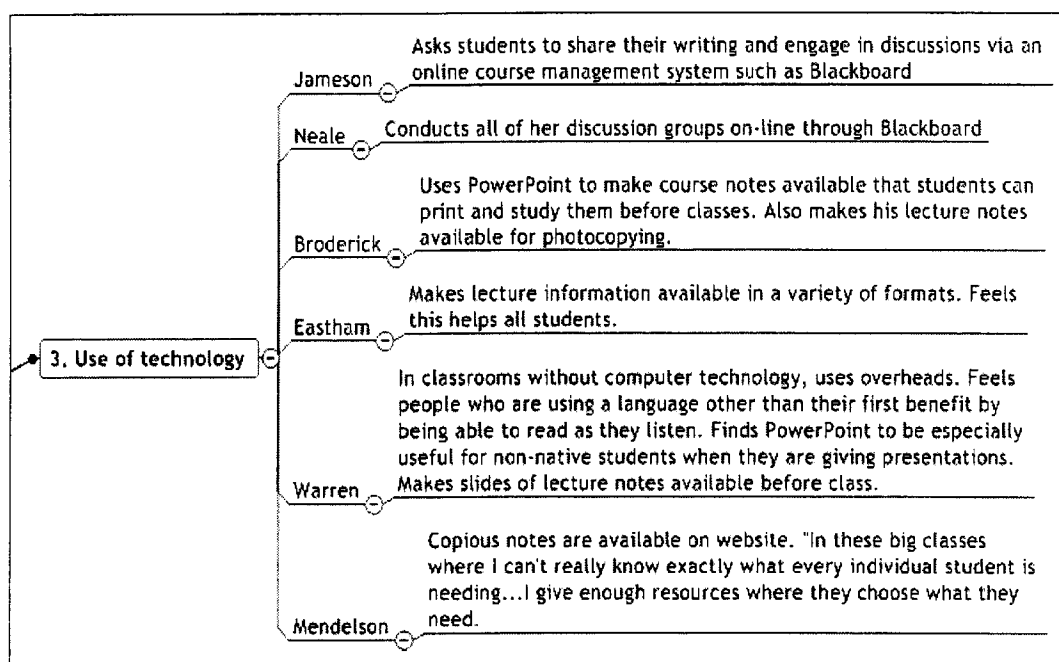 Asks students to share their writing and engage in discussions via an
online course management system such as Blackboard
Jameson
Conducts all of her discussion groups on-line through Blackboard
Neale
Uses PowerPoint to make course notes available that students can
print and study them before classes. Also makes his lecture notes
available for photocopying.
Broderick
Makes lecture information available in a variety of formats. Feels
this helps all students.
Eastham
3. Use of technology
In classrooms without computer technology, uses overheads. Feels
people who are using a language other than their first benefit by
being able to read as they listen. Finds PowerPoint to be especially
useful for non-native students when they are giving presentations.
Makes slides of lecture notes available before class.
Warren
Copious notes are available on website. "In these big classes
where I can't really know exactly what every individual student is
needing...I give enough resources where they choose what they
need.
Mendelson